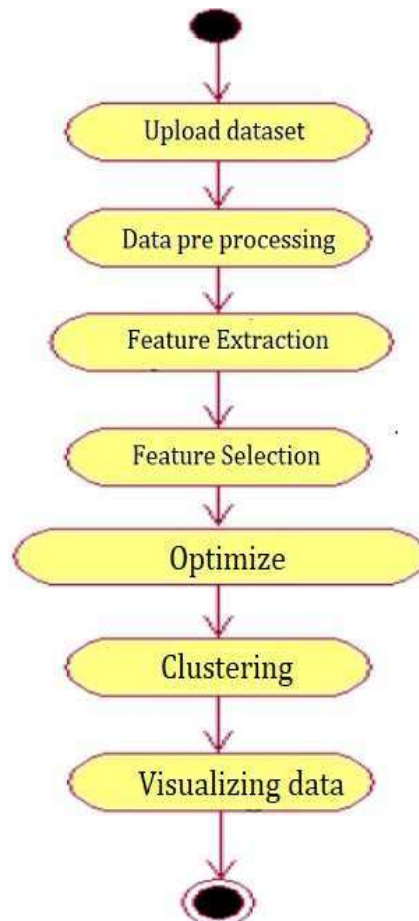 Upload dataset
Data pre processing
Feature Extraction
Feature Selection
Optimize
Clustering
Visualizing data